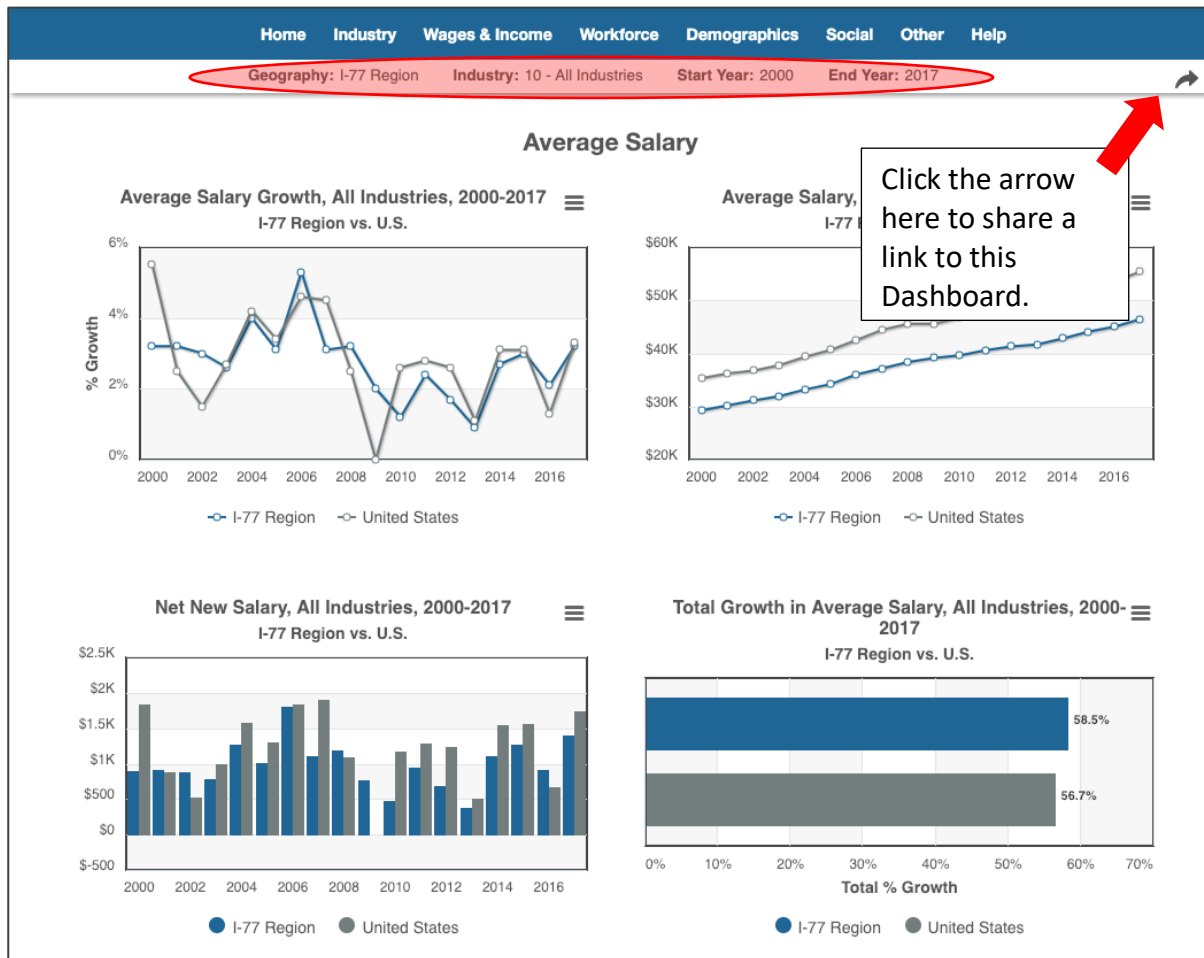 Home Industry Wages & Income Workforce Demographics Social Other Help
Geography: I-77 Region Industry: 10 - All Industries Start Year: 2000 End Year: 2017
Average Salary
Click the arrow
here to share a
link to this
Dashboard.
Average Salary Growth, All Industries, 2000-2017
I-77 Region vs. U.S.
6%
4%
2%
0%
% Growth
2000 2002 2004 2006 2008 2010 2012 2014 2016
I-77 Region United States
Average Salary,
I-77
$60K
$50K
$40K
$30K
$20K
2000 2002 2004 2006 2008 2010 2012 2014 2016
I-77 Region United States
Net New Salary, All Industries, 2000-2017
I-77 Region vs. U.S.
$2.5K
$2K
$1.5K
$1K
$500
$0
$-500
2000 2002 2004 2006 2008 2010 2012 2014 2016
I-77 Region United States
Total Growth in Average Salary, All Industries, 2000-
2017
I-77 Region vs. U.S.
58.5%
56.7%
0% 10% 20% 30% 40% 50% 60% 70%
Total % Growth
I-77 Region United States